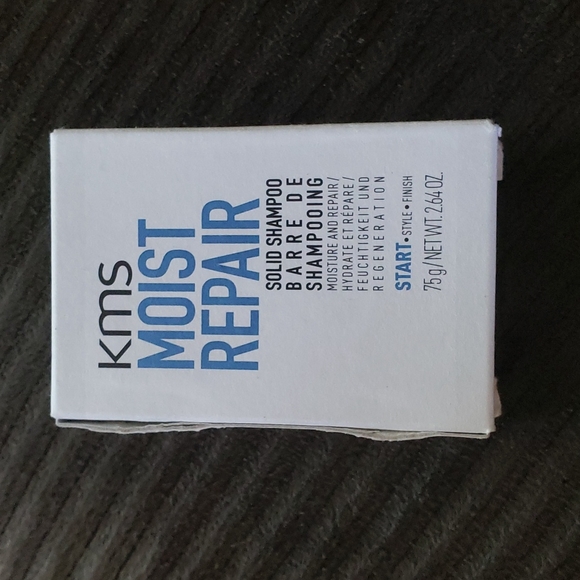 kms
MOIST
REPAIR
SOLID SHAMPOO
BARRE DE
SHAMPOOING
MOISTURE AND REPAIR/
HYDRATE ET RÉPARE/
FEUCHTIGKEIT UND
REGENERATION
START•STYLE•FINISH
75g/NET WT. 2.64 OZ.